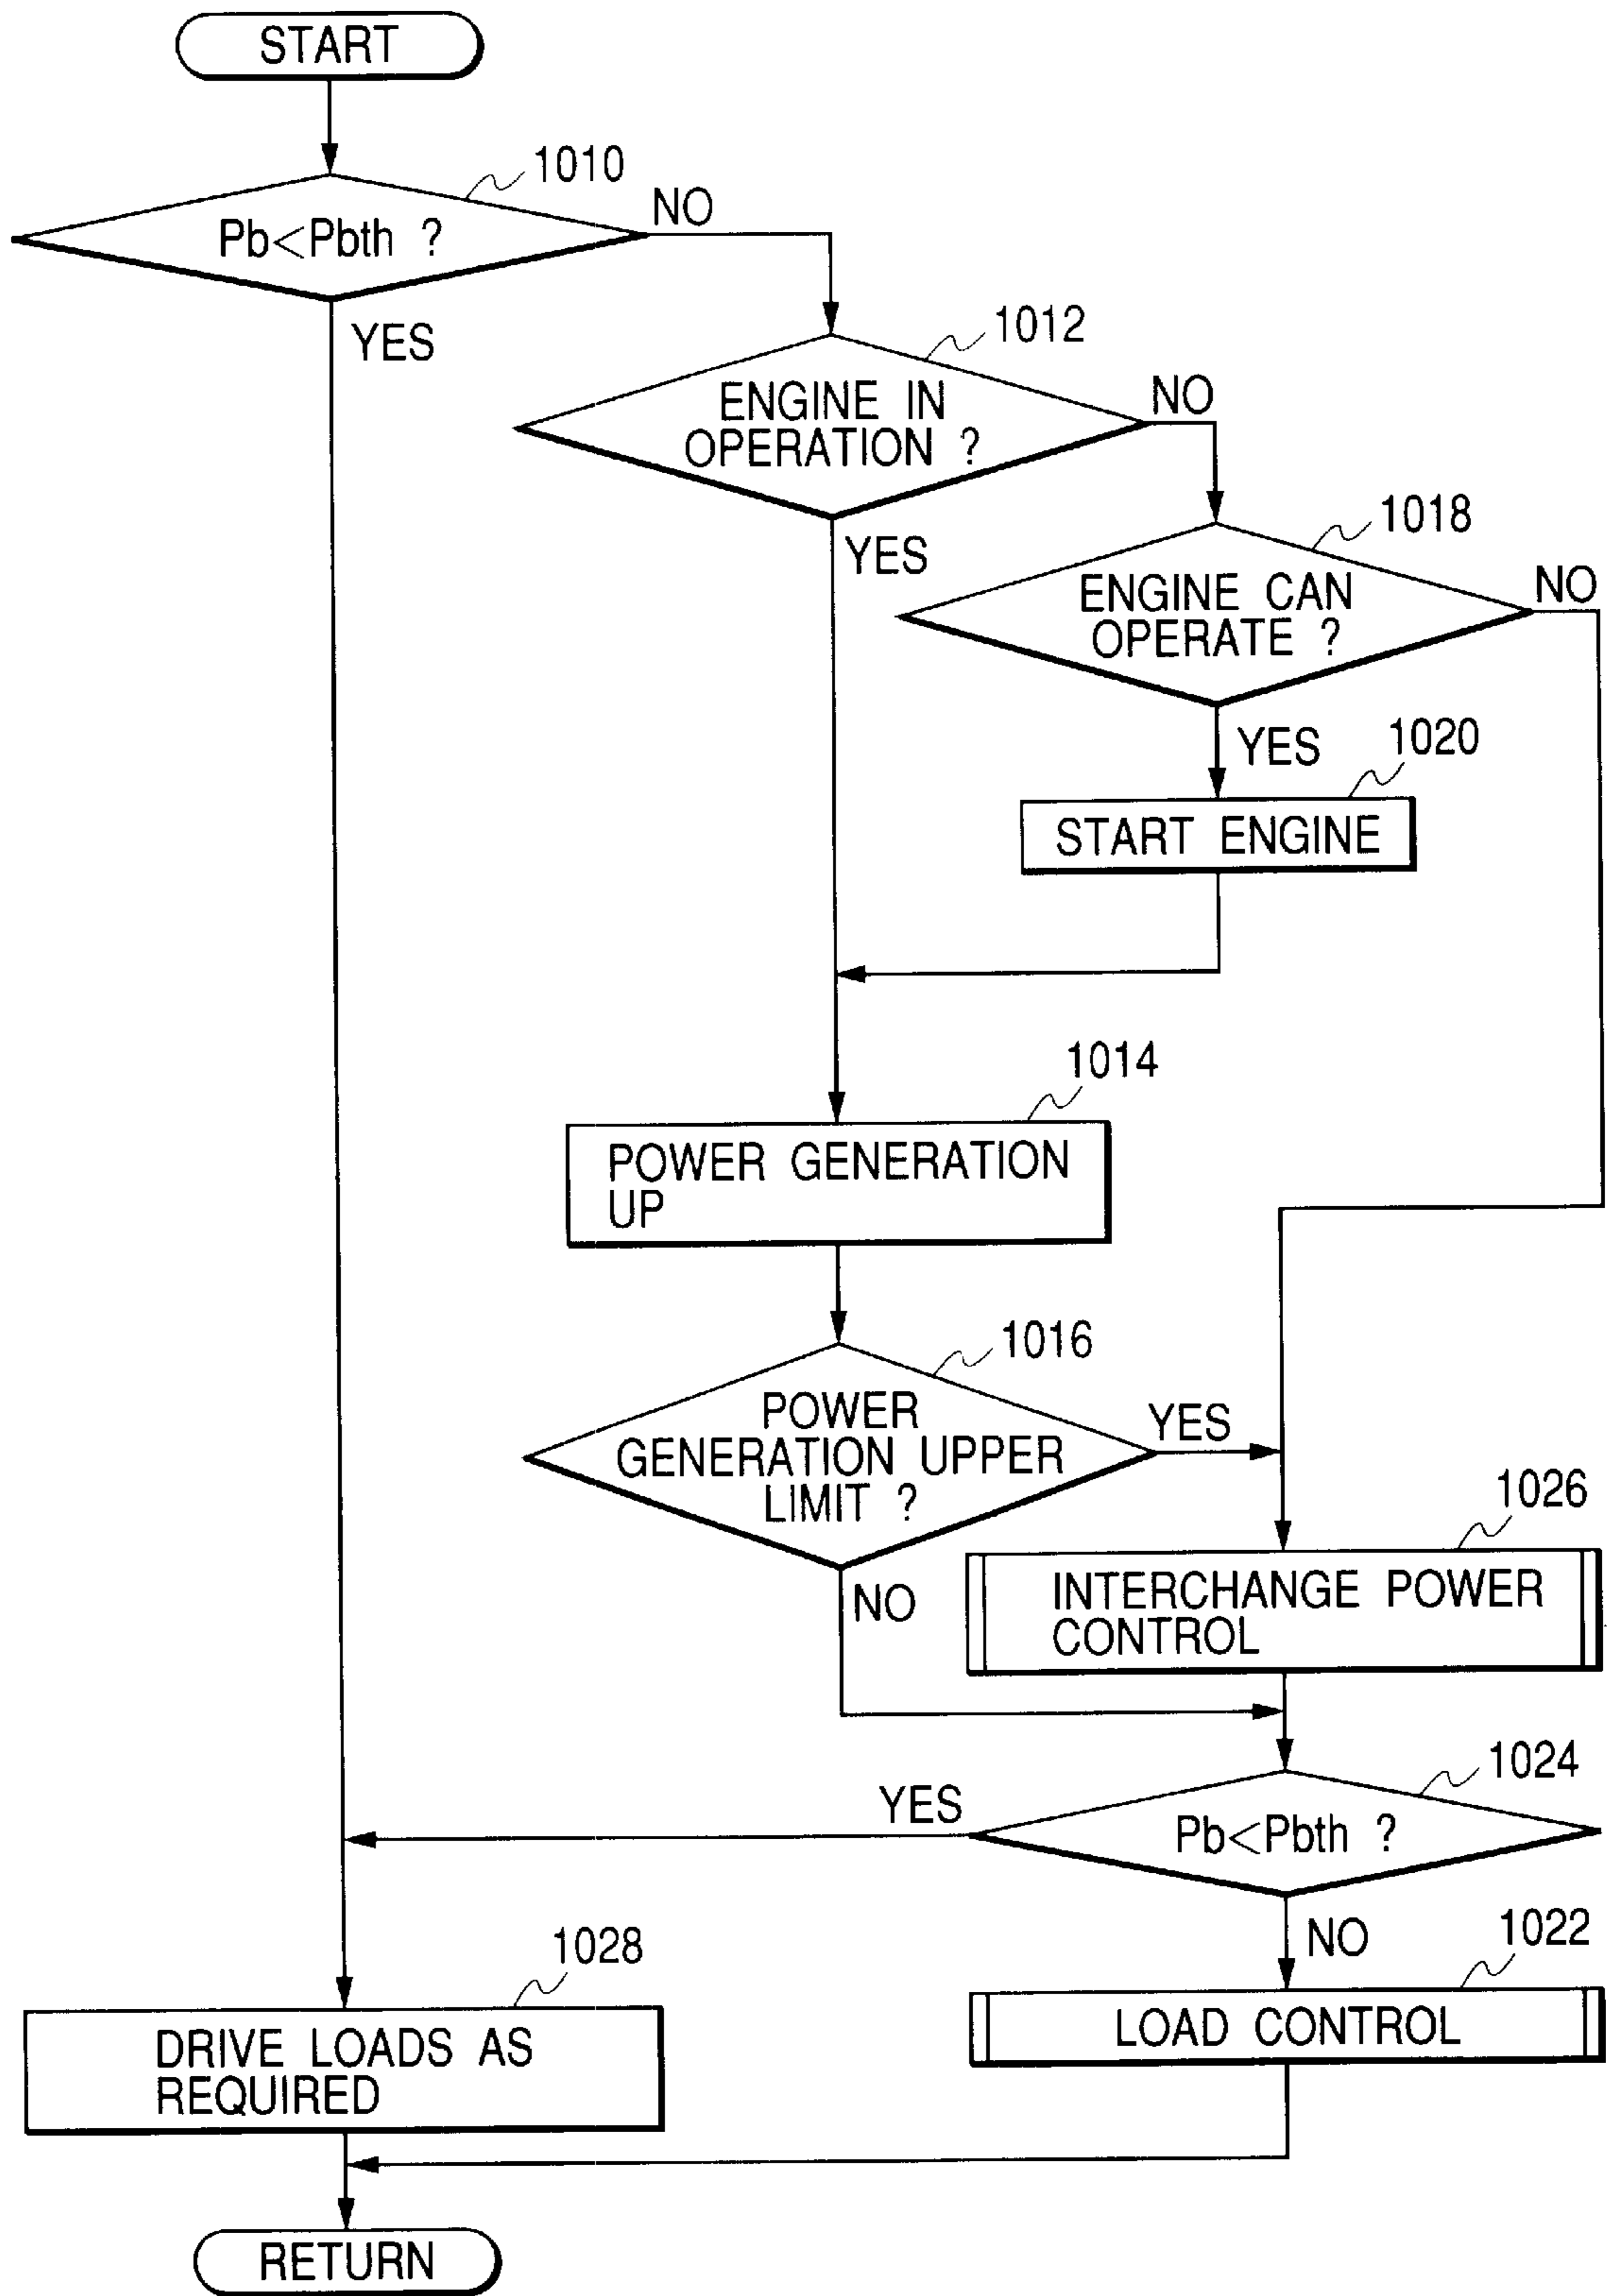 START
1010
Pb<Pbth ?
NO
YES
1012
ENGINE IN
OPERATION ?
NO
YES
1018
ENGINE CAN
OPERATE ?
NO
YES
1020
START ENGINE
1014
POWER GENERATION
UP
1016
POWER
GENERATION UPPER
LIMIT ?
YES
NO
1026
INTERCHANGE POWER
CONTROL
1024
Pb<Pbth ?
YES
NO
1022
LOAD CONTROL
1028
DRIVE LOADS AS
REQUIRED
RETURN